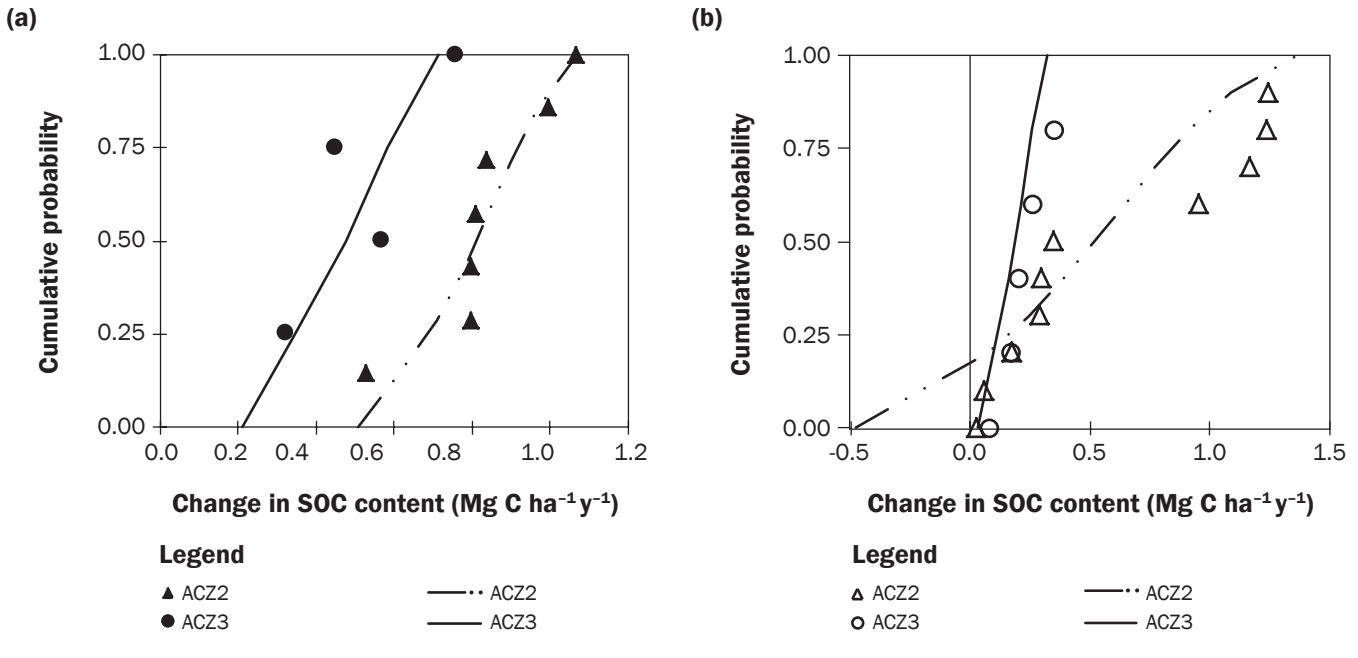 (a)
1.00
0.75
0.50
0.25
0.00
0.0 0.2 0.4 0.6 0.8 1.0 1.2
Cumulative probability
Change in SOC content (Mg C ha⁻¹y⁻¹)
Legend
ACZ2 ACZ2
ACZ3 ACZ3
(b)
1.00
0.75
0.50
0.25
0.00
-0.5 0.0 0.5 1.0 1.5
Cumulative probability
Change in SOC content (Mg C ha⁻¹y⁻¹)
Legend
ACZ2 ACZ2
ACZ3 ACZ3